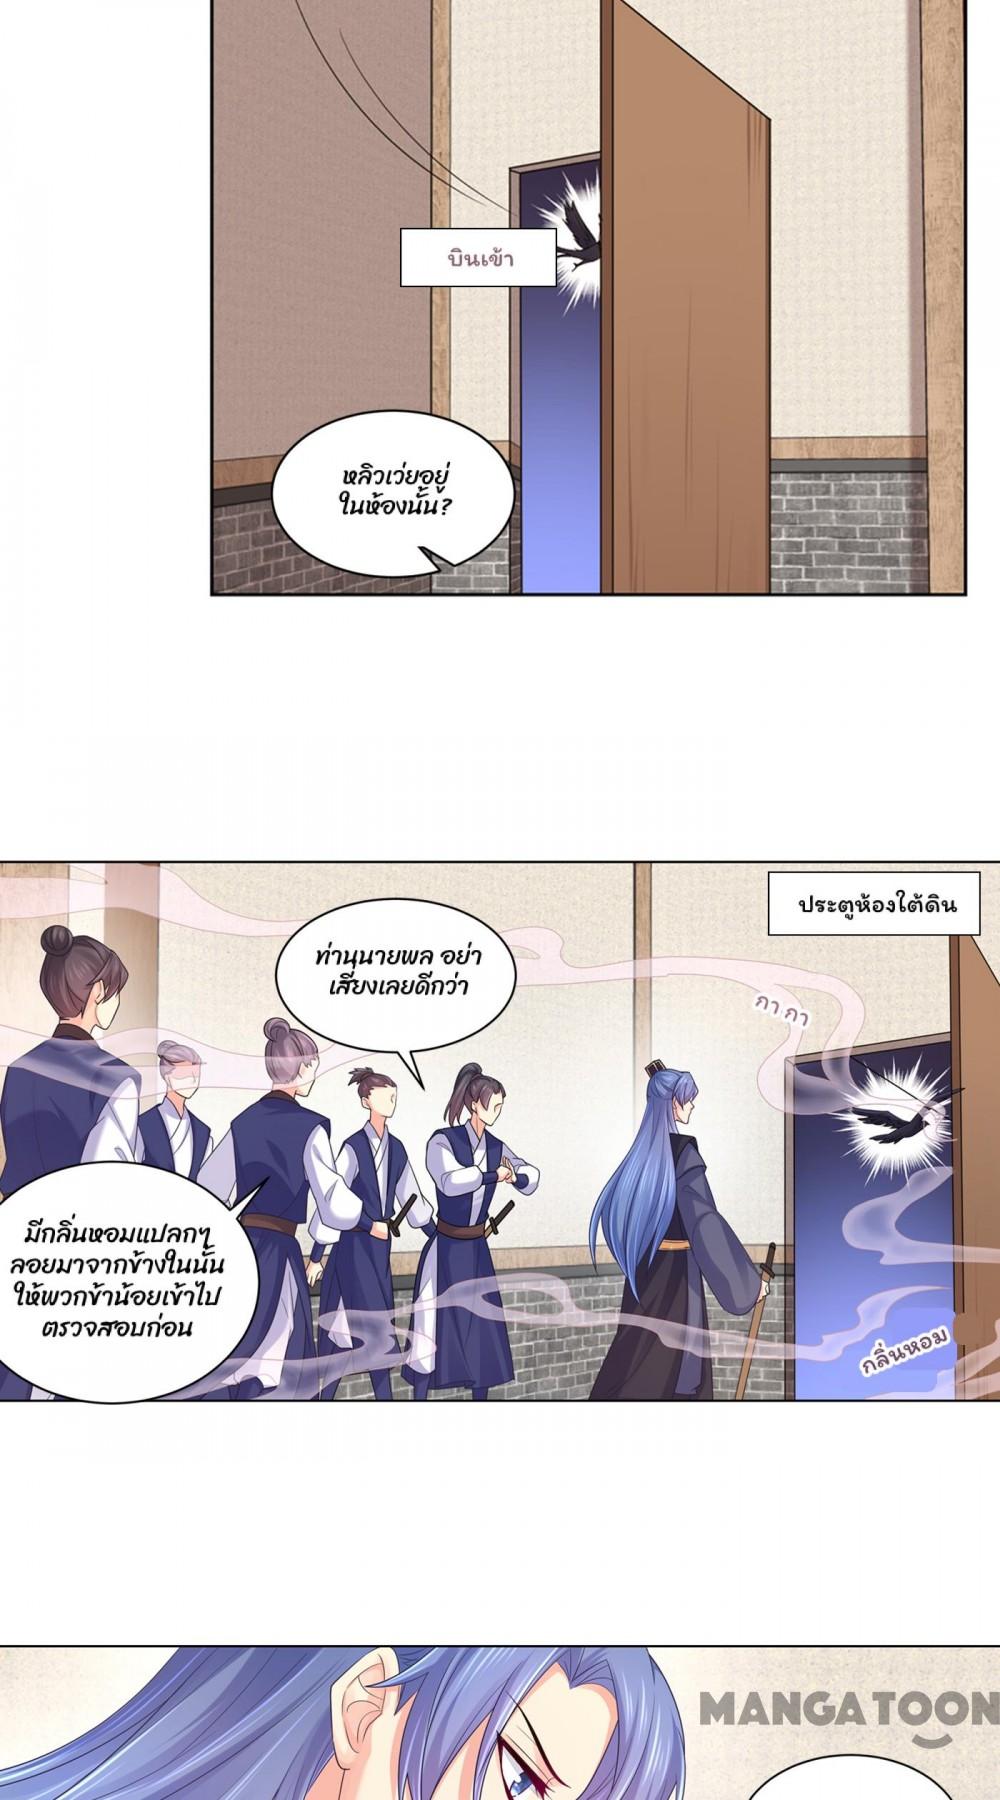 บินเข้า
หลิวเว่ยอยู่
ในห้องนั้น?
ประตูห้องใต้ดิน
ท่านนายพล อย่า
เสี่ยงเลยดีกว่า
กา กา
มีกลิ่นหอมแปลกๆ
ลอยมาจากข้างในนั้น
ให้พวกข้าน้อยเข้าไป
ตรวจสอบก่อน
กลิ่นหอม
MANGATOON